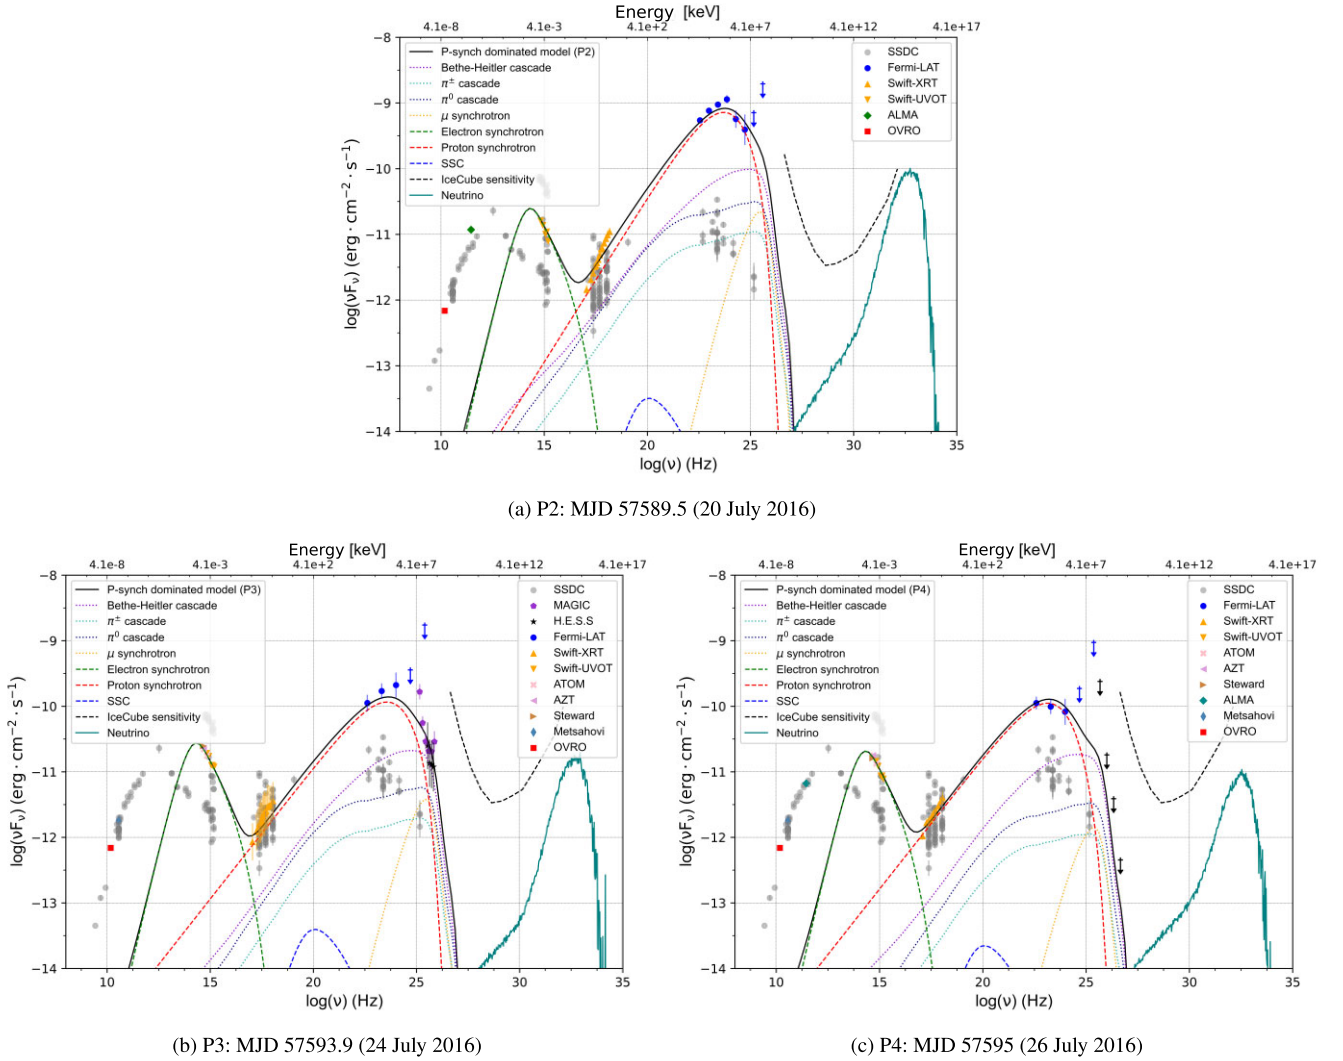 Energy [keV]
4.1e-8 4.1e-3 4.1e+2 4.1e+7 4.1e+12 4.1e+17
−8
−9
−10
−11
−12
−13
−14
log(νFν) (erg · cm−2 · s−1)
P-synch dominated model (P2)
Bethe-Heitler cascade
π± cascade
π0 cascade
μ synchrotron
Electron synchrotron
Proton synchrotron
SSC
IceCube sensitivity
Neutrino
SSDC
Fermi-LAT
Swift-XRT
Swift-UVOT
ALMA
OVRO
10 15 20 25 30 35
log(ν) (Hz)
(a) P2: MJD 57589.5 (20 July 2016)
Energy [keV]
4.1e-8 4.1e-3 4.1e+2 4.1e+7 4.1e+12 4.1e+17
−8
−9
−10
−11
−12
−13
−14
log(νFν) (erg · cm−2 · s−1)
P-synch dominated model (P3)
Bethe-Heitler cascade
π± cascade
π0 cascade
μ synchrotron
Electron synchrotron
Proton synchrotron
SSC
IceCube sensitivity
Neutrino
SSDC
MAGIC
H.E.S.S
Fermi-LAT
Swift-XRT
Swift-UVOT
ATOM
AZT
Steward
Metsahovi
OVRO
10 15 20 25 30 35
log(ν) (Hz)
(b) P3: MJD 57593.9 (24 July 2016)
Energy [keV]
4.1e-8 4.1e-3 4.1e+2 4.1e+7 4.1e+12 4.1e+17
−8
−9
−10
−11
−12
−13
−14
log(νFν) (erg · cm−2 · s−1)
P-synch dominated model (P4)
Bethe-Heitler cascade
π± cascade
π0 cascade
μ synchrotron
Electron synchrotron
Proton synchrotron
SSC
IceCube sensitivity
Neutrino
SSDC
Fermi-LAT
Swift-XRT
Swift-UVOT
ATOM
AZT
Steward
ALMA
Metsahovi
OVRO
10 15 20 25 30 35
log(ν) (Hz)
(c) P4: MJD 57595 (26 July 2016)